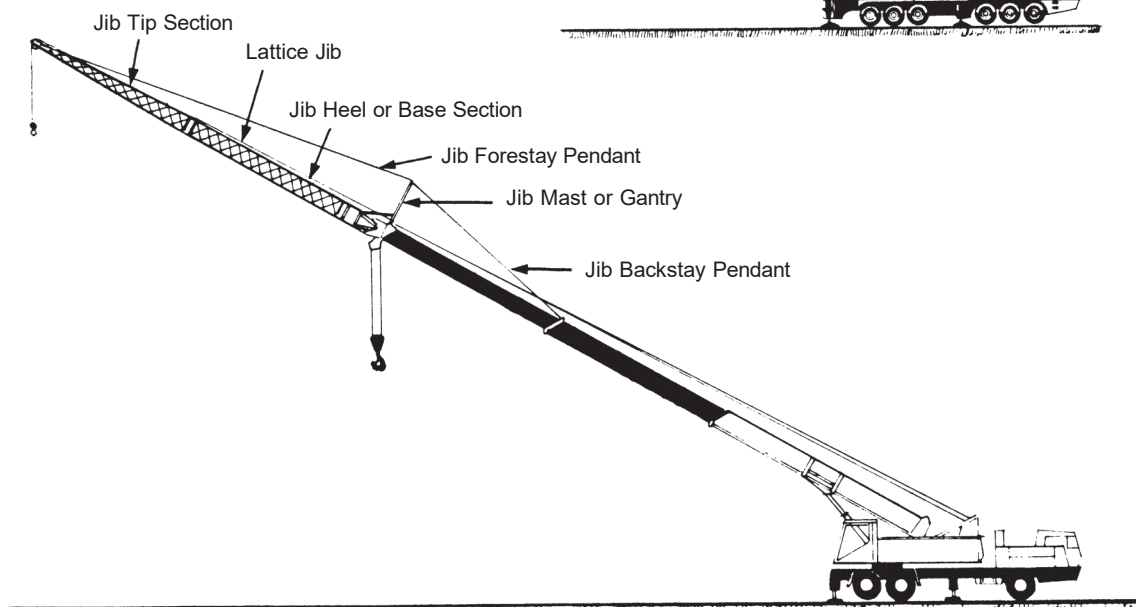 Jib Tip Section
Lattice Jib
Jib Heel or Base Section
Jib Forestay Pendant
Jib Mast or Gantry
Jib Backstay Pendant